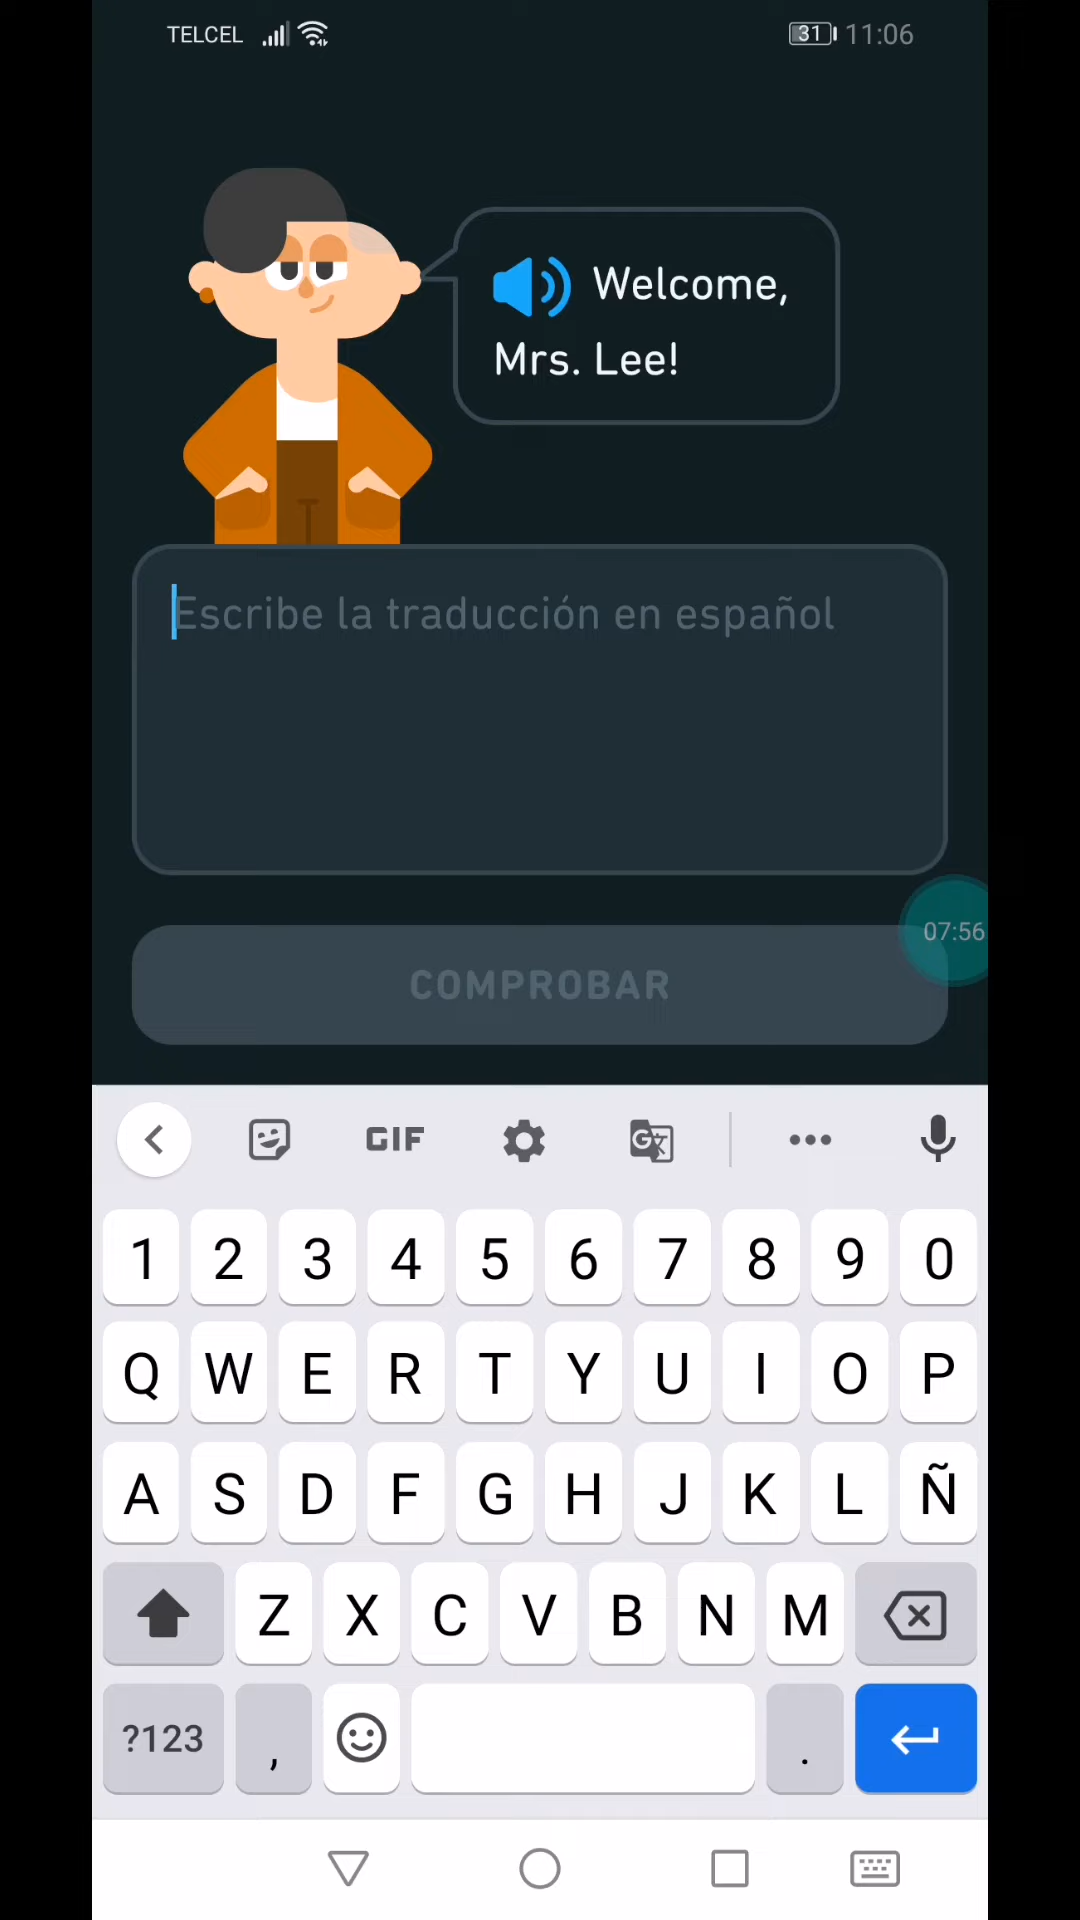 TELCEL 31 11:06
Welcome,
Mrs. Lee!
Escribe la traducción en español
07:56
COMPROBAR
GIF
1 2 3 4 5 6 7 8 9 0
Q W E R T Y U I O P
A S D F G H J K L Ñ
Z X C V B N M
?123 , .